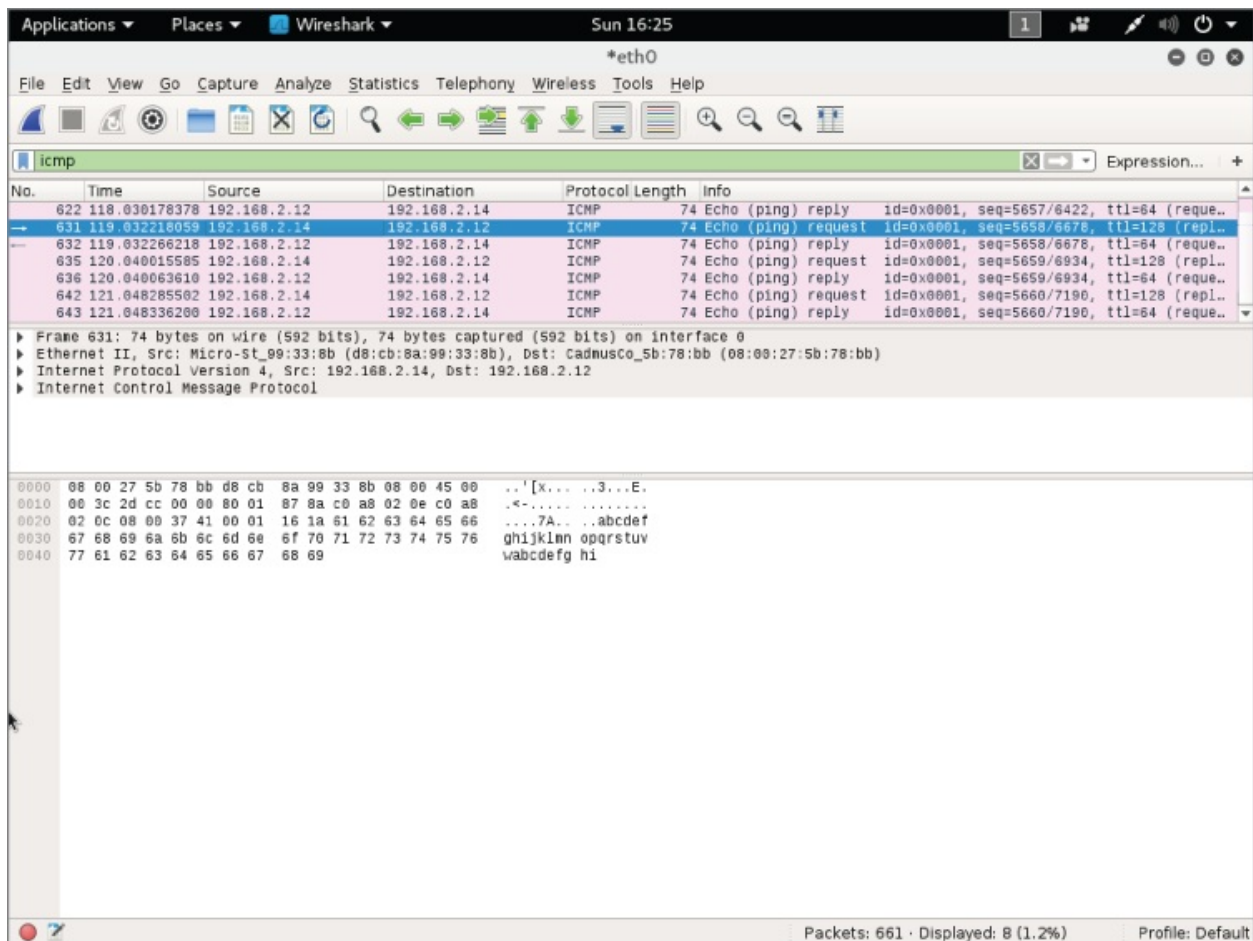 Applications Places Wireshark Sun 16:25 1
*eth0
File Edit View Go Capture Analyze Statistics Telephony Wireless Tools Help
icmp Expression... +
No. Time Source Destination Protocol Length Info
622 118.030178378 192.168.2.12 192.168.2.14 ICMP 74 Echo (ping) reply id=0x0001, seq=5657/6422, ttl=64 (reque…
631 119.032218059 192.168.2.14 192.168.2.12 ICMP 74 Echo (ping) request id=0x0001, seq=5658/6678, ttl=128 (repl…
632 119.032266218 192.168.2.12 192.168.2.14 ICMP 74 Echo (ping) reply id=0x0001, seq=5658/6678, ttl=64 (reque…
635 120.040015585 192.168.2.14 192.168.2.12 ICMP 74 Echo (ping) request id=0x0001, seq=5659/6934, ttl=128 (repl…
636 120.040063610 192.168.2.12 192.168.2.14 ICMP 74 Echo (ping) reply id=0x0001, seq=5659/6934, ttl=64 (reque…
642 121.048285502 192.168.2.14 192.168.2.12 ICMP 74 Echo (ping) request id=0x0001, seq=5660/7190, ttl=128 (repl…
643 121.048336200 192.168.2.12 192.168.2.14 ICMP 74 Echo (ping) reply id=0x0001, seq=5660/7190, ttl=64 (reque…
Frame 631: 74 bytes on wire (592 bits), 74 bytes captured (592 bits) on interface 0
Ethernet II, Src: Micro-St_99:33:8b (d8:cb:8a:99:33:8b), Dst: CadmusCo_5b:78:bb (08:00:27:5b:78:bb)
Internet Protocol Version 4, Src: 192.168.2.14, Dst: 192.168.2.12
Internet Control Message Protocol
0000 08 00 27 5b 78 bb d8 cb 8a 99 33 8b 08 00 45 00 ..'[x... ..3...E.
0010 00 3c 2d cc 00 00 80 01 87 8a c0 a8 02 0e c0 a8 .<-..... ........
0020 02 0c 08 00 37 41 00 01 16 1a 61 62 63 64 65 66 ....7A.. ..abcdef
0030 67 68 69 6a 6b 6c 6d 6e 6f 70 71 72 73 74 75 76 ghijklmn opqrstuv
0040 77 61 62 63 64 65 66 67 68 69 wabcdefg hi
Packets: 661 · Displayed: 8 (1.2%) Profile: Default